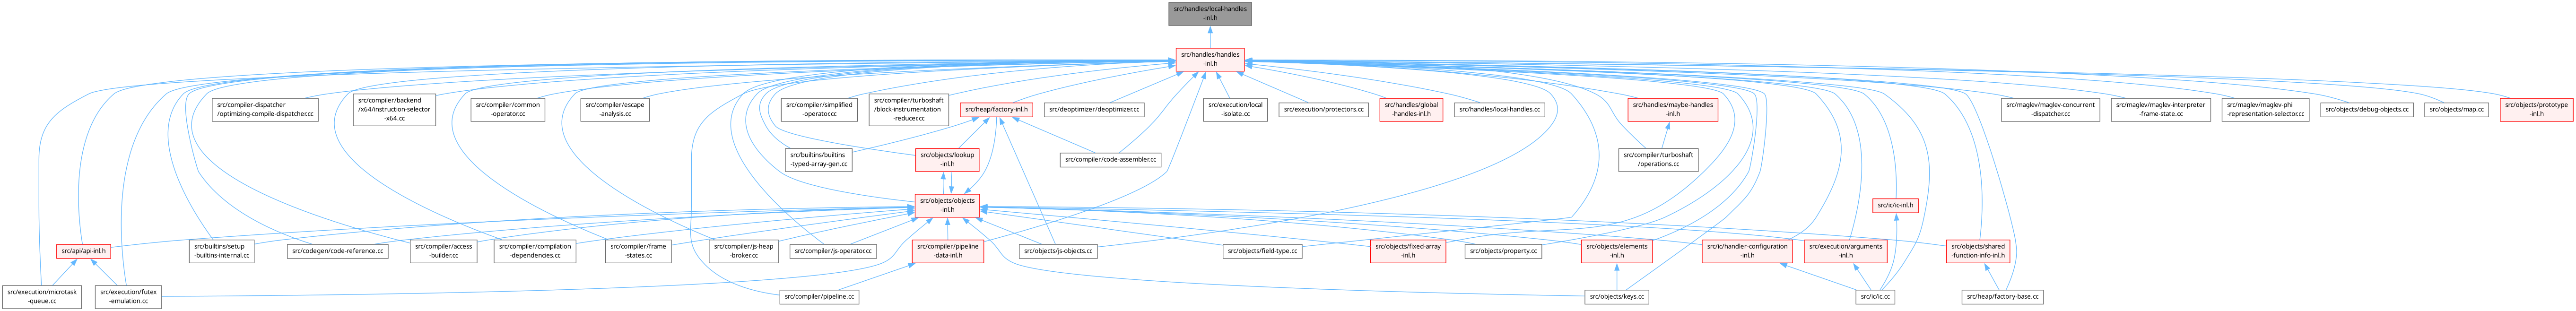 src/handles/local-handles
-inl.h
src/handles/handles
-inl.h
src/compiler-dispatcher
/optimizing-compile-dispatcher.cc
src/compiler/backend
/x64/instruction-selector
-x64.cc
src/compiler/common
-operator.cc
src/compiler/escape
-analysis.cc
src/compiler/simplified
-operator.cc
src/compiler/turboshaft
/block-instrumentation
-reducer.cc
src/heap/factory-inl.h
src/deoptimizer/deoptimizer.cc
src/execution/local
-isolate.cc
src/execution/protectors.cc
src/handles/global
-handles-inl.h
src/handles/local-handles.cc
src/handles/maybe-handles
-inl.h
src/maglev/maglev-concurrent
-dispatcher.cc
src/maglev/maglev-interpreter
-frame-state.cc
src/maglev/maglev-phi
-representation-selector.cc
src/objects/debug-objects.cc
src/objects/map.cc
src/objects/prototype
-inl.h
src/builtins/builtins
-typed-array-gen.cc
src/objects/lookup
-inl.h
src/compiler/code-assembler.cc
src/compiler/turboshaft
/operations.cc
src/objects/objects
-inl.h
src/ic/ic-inl.h
src/api/api-inl.h
src/builtins/setup
-builtins-internal.cc
src/codegen/code-reference.cc
src/compiler/access
-builder.cc
src/compiler/compilation
-dependencies.cc
src/compiler/frame
-states.cc
src/compiler/js-heap
-broker.cc
src/compiler/js-operator.cc
src/compiler/pipeline
-data-inl.h
src/objects/js-objects.cc
src/objects/field-type.cc
src/objects/fixed-array
-inl.h
src/objects/property.cc
src/objects/elements
-inl.h
src/ic/handler-configuration
-inl.h
src/execution/arguments
-inl.h
src/objects/shared
-function-info-inl.h
src/execution/microtask
-queue.cc
src/execution/futex
-emulation.cc
src/compiler/pipeline.cc
src/objects/keys.cc
src/ic/ic.cc
src/heap/factory-base.cc